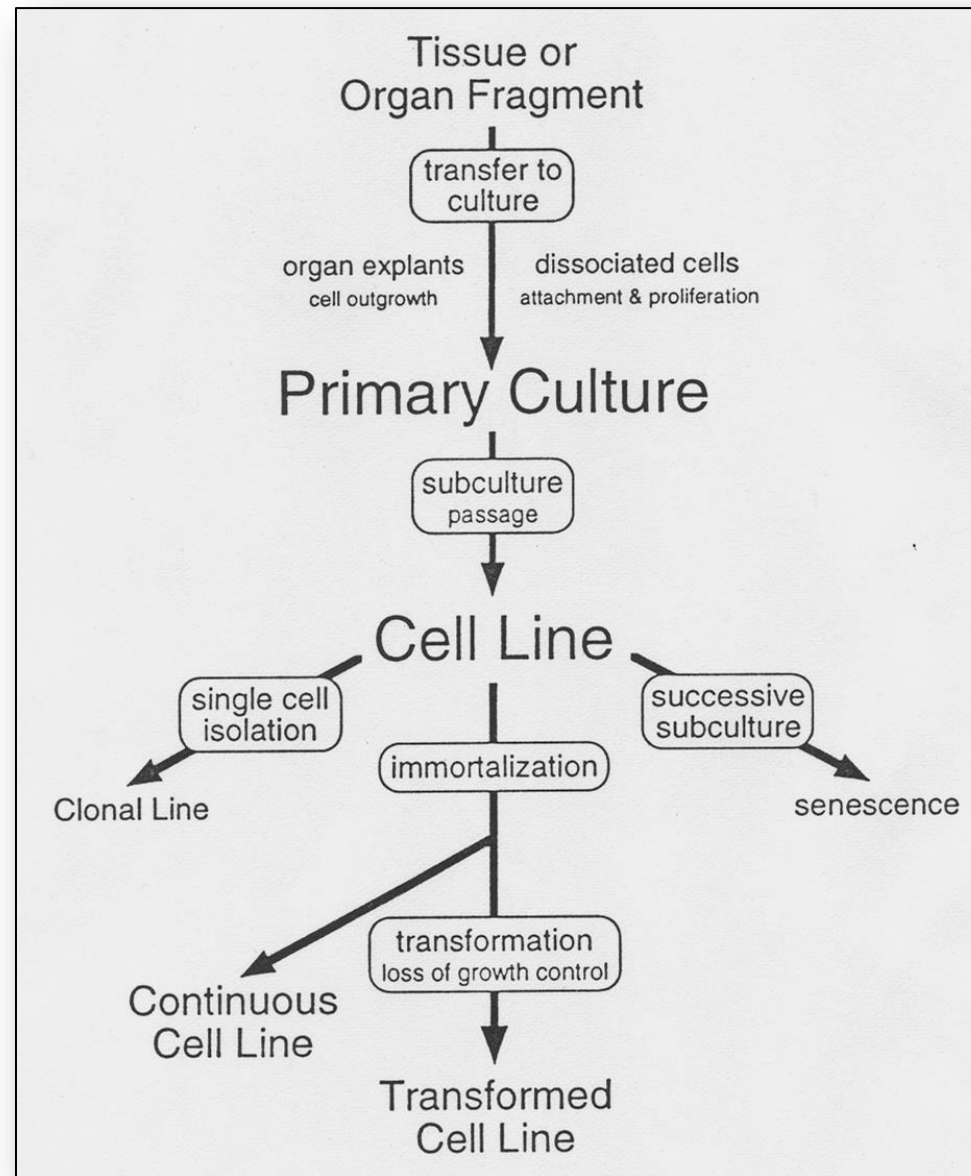 Tissue or
Organ Fragment
transfer to
culture
organ explants
cell outgrowth
dissociated cells
attachment & proliferation
Primary Culture
subculture
passage
Cell Line
single cell
isolation
successive
subculture
immortalization
Clonal Line
senescence
transformation
loss of growth control
Continuous
Cell Line
Transformed
Cell Line